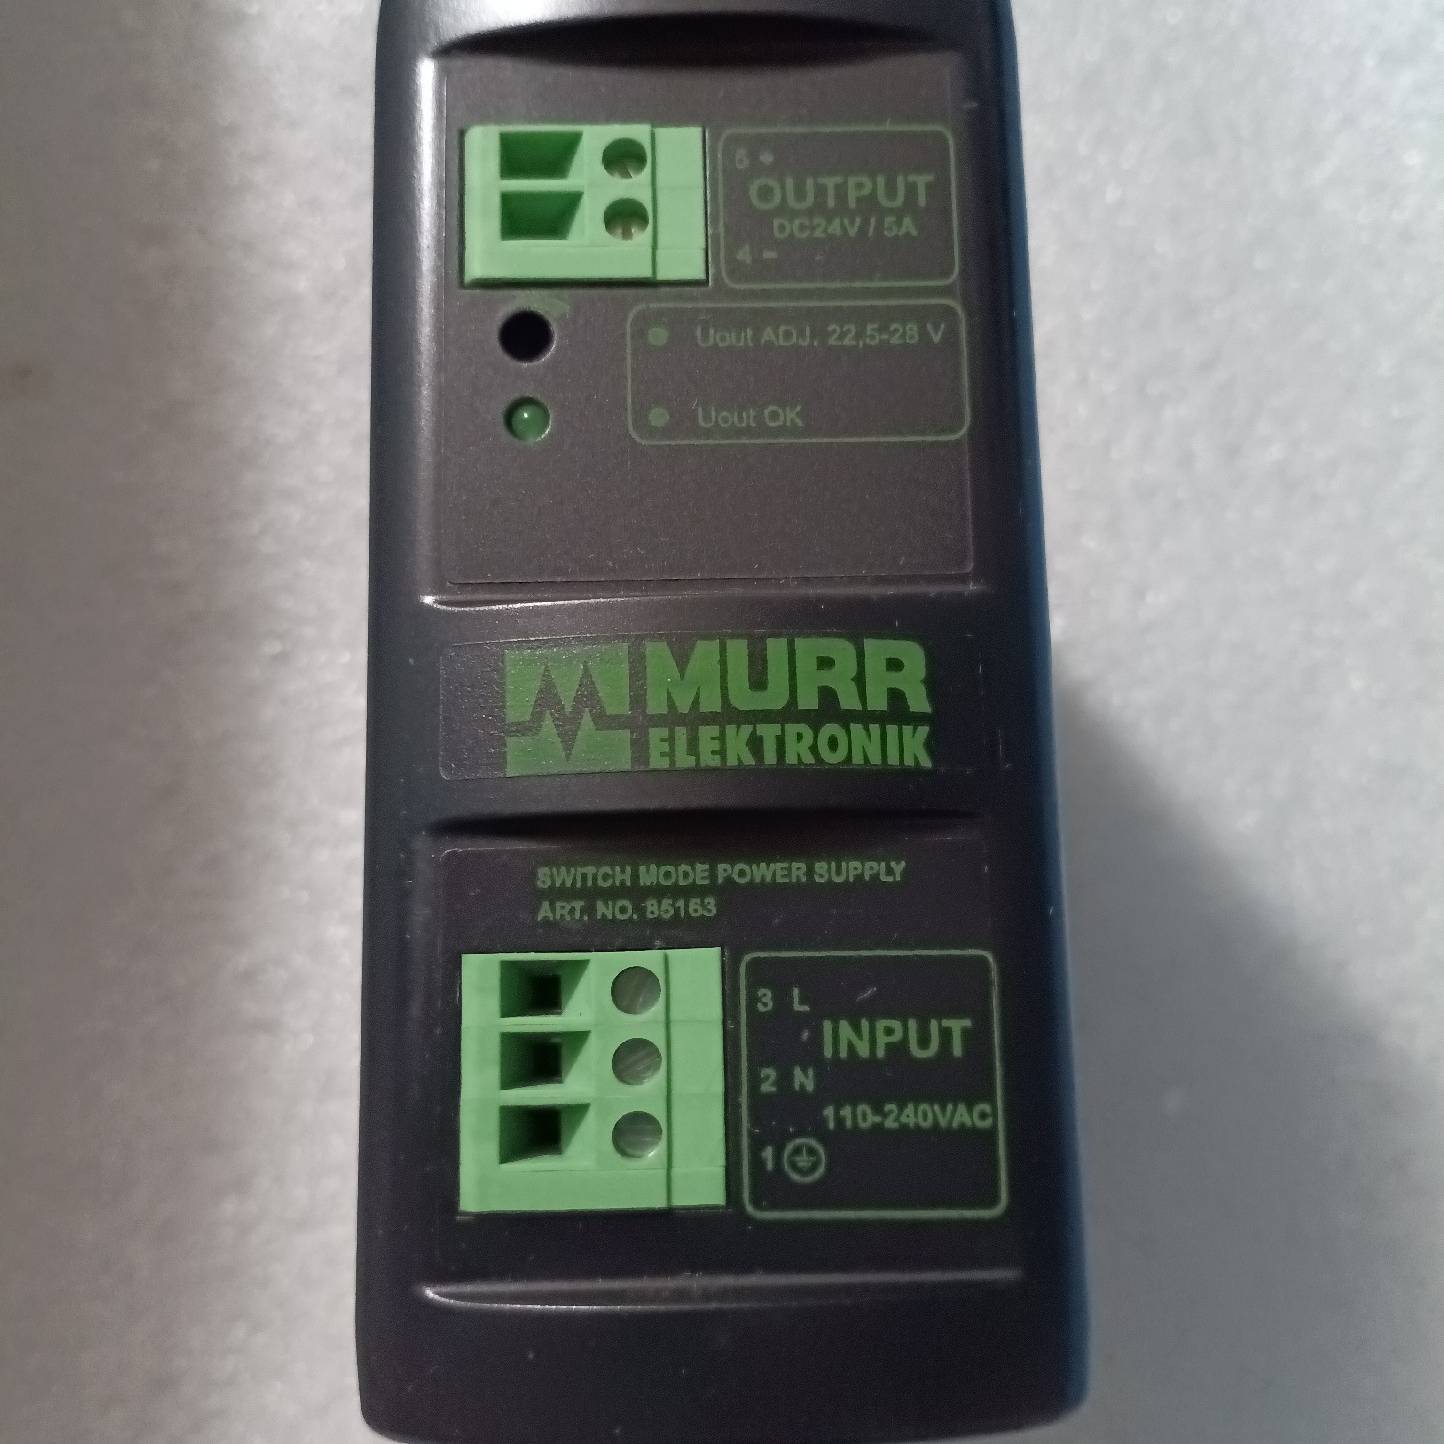 5 +
OUTPUT
DC24V / 5A
4 -
Uout ADJ. 22,5-28 V
Uout OK
MURR
ELEKTRONIK
SWITCH MODE POWER SUPPLY
ART. NO. 85163
3 L
INPUT
2 N
110-240VAC
1